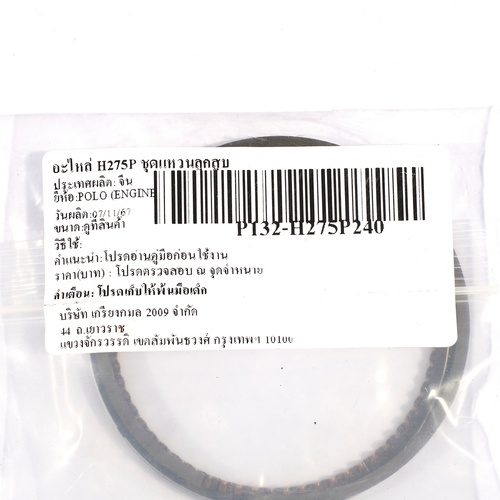 อะไหล่ H275P ชุดแหวนลูกสูบ
ประเทศผลิต: จีน
ยี่ห้อ:POLO (ENGINE
วันผลิต:07/11/67
ขนาด:ดูที่สินค้า
P132-H275P240
วิธีใช้:
คำแนะนำ:โปรดอ่านคู่มือก่อนใช้งาน
ราคา(บาท) : โปรดตรวจสอบ ณ จุดจำหน่าย
คำเตือน: โปรดเก็บให้พ้นมือเด็ก
บริษัท เกรียงกมล 2009 จำกัด
44 ถ.เยาวราช
แขวงจักรวรรดิ เขตสัมพันธวงศ์ กรุงเทพฯ 10100